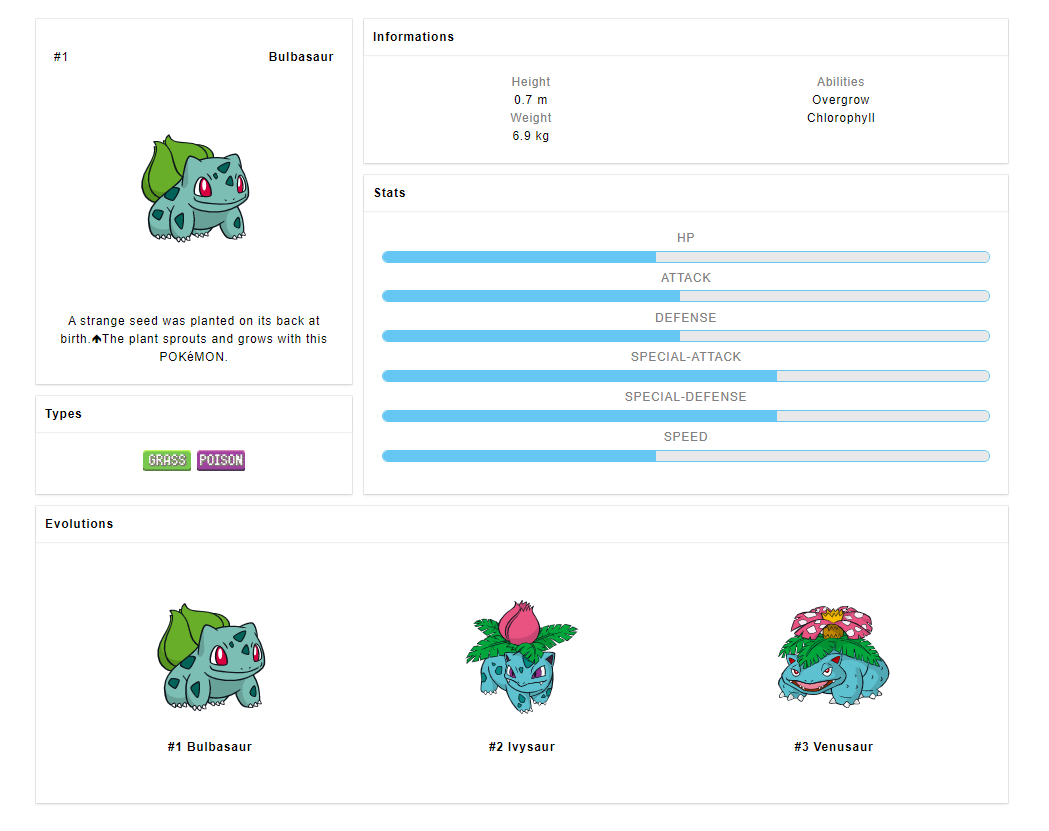 #1 Bulbasaur
A strange seed was planted on its back at
birth.🡅The plant sprouts and grows with this
POKéMON.
Types
GRASS POISON
Informations
Height
0.7 m
Weight
6.9 kg
Abilities
Overgrow
Chlorophyll
Stats
HP
ATTACK
DEFENSE
SPECIAL-ATTACK
SPECIAL-DEFENSE
SPEED
Evolutions
#1 Bulbasaur
#2 Ivysaur
#3 Venusaur